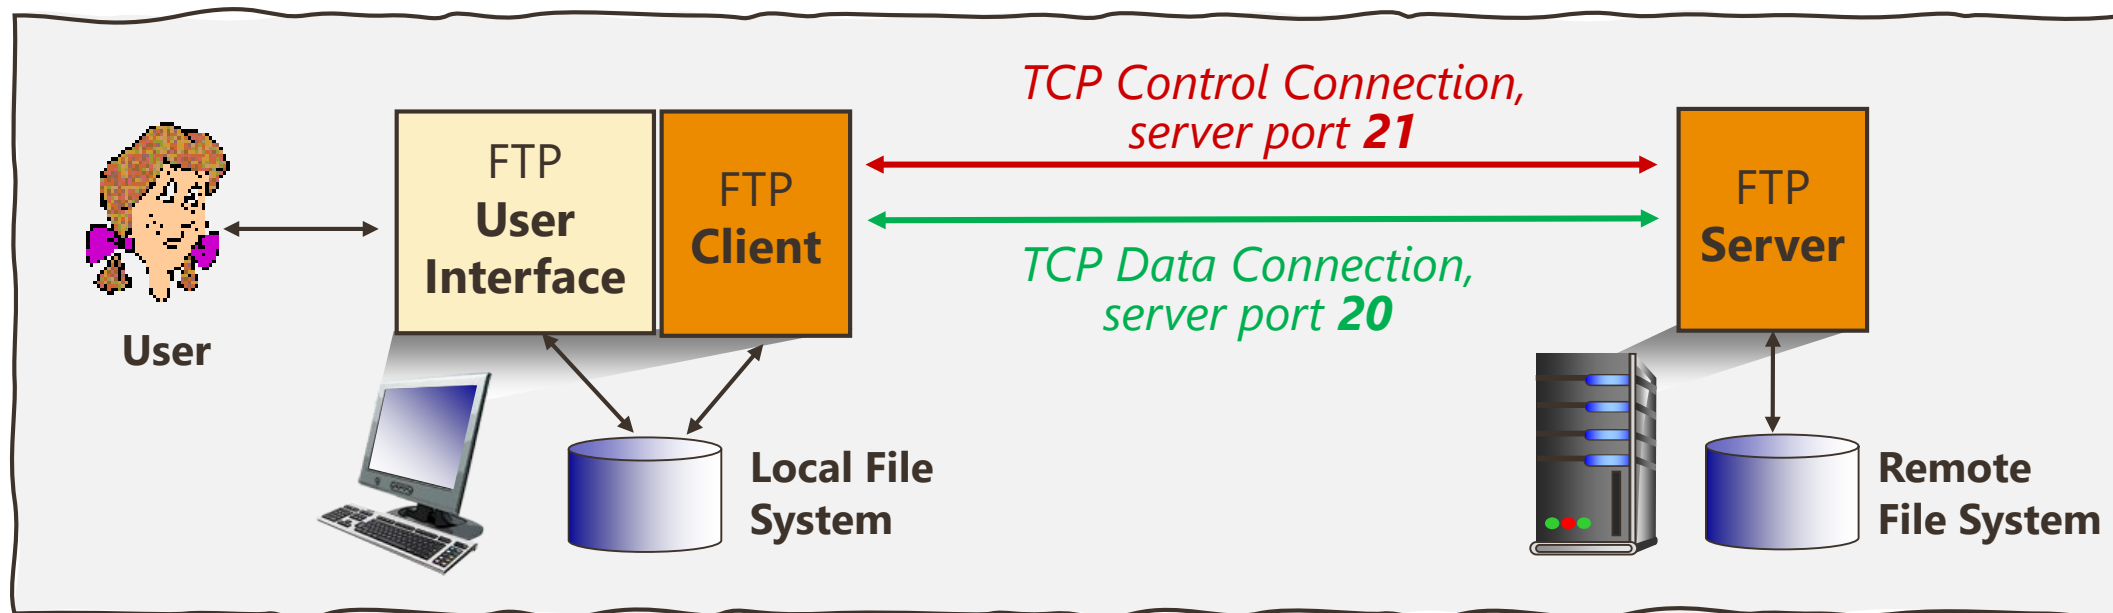 TCP Control Connection,
server port 21
FTP
User
Interface
FTP
Client
FTP
Server
TCP Data Connection,
server port 20
User
Local File
System
Remote
File System